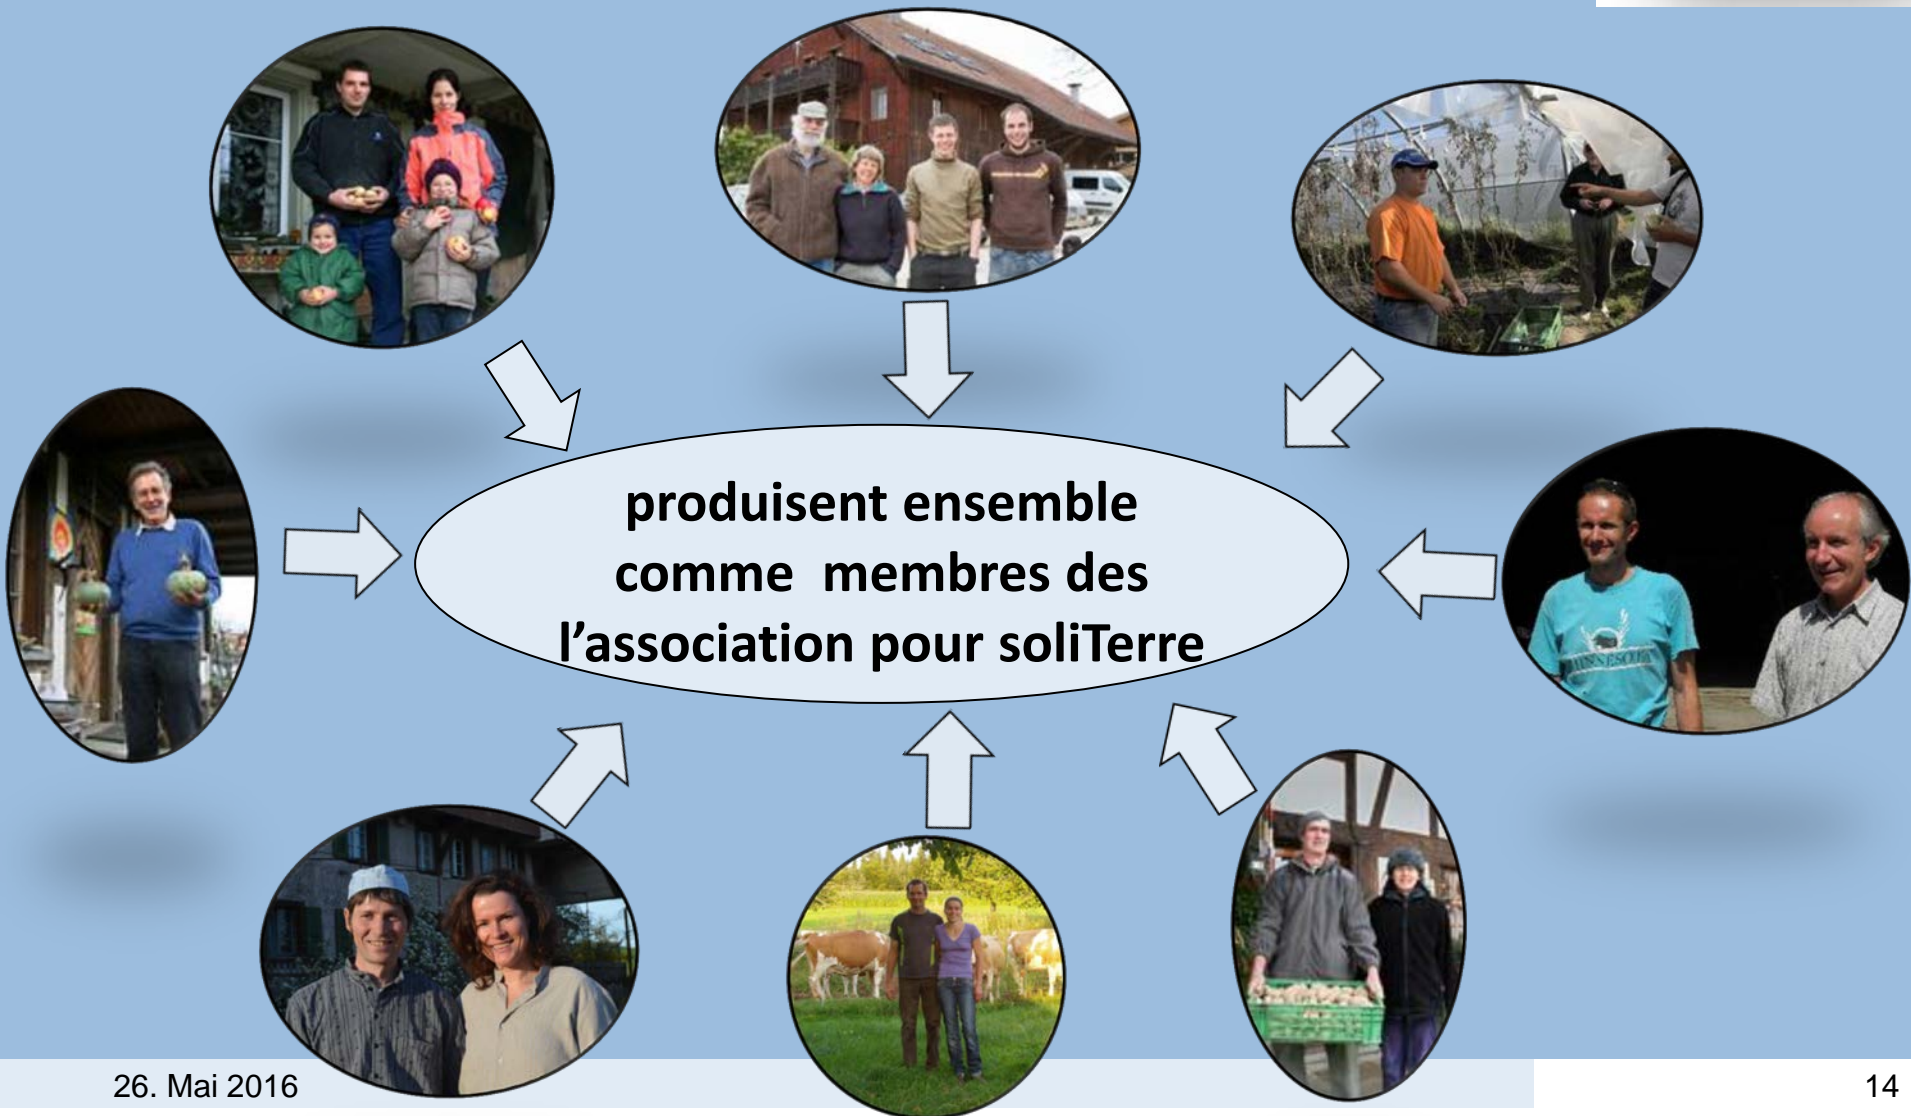 produisent ensemble
comme  membres des
l’association pour soliTerre
26. Mai 2016
14